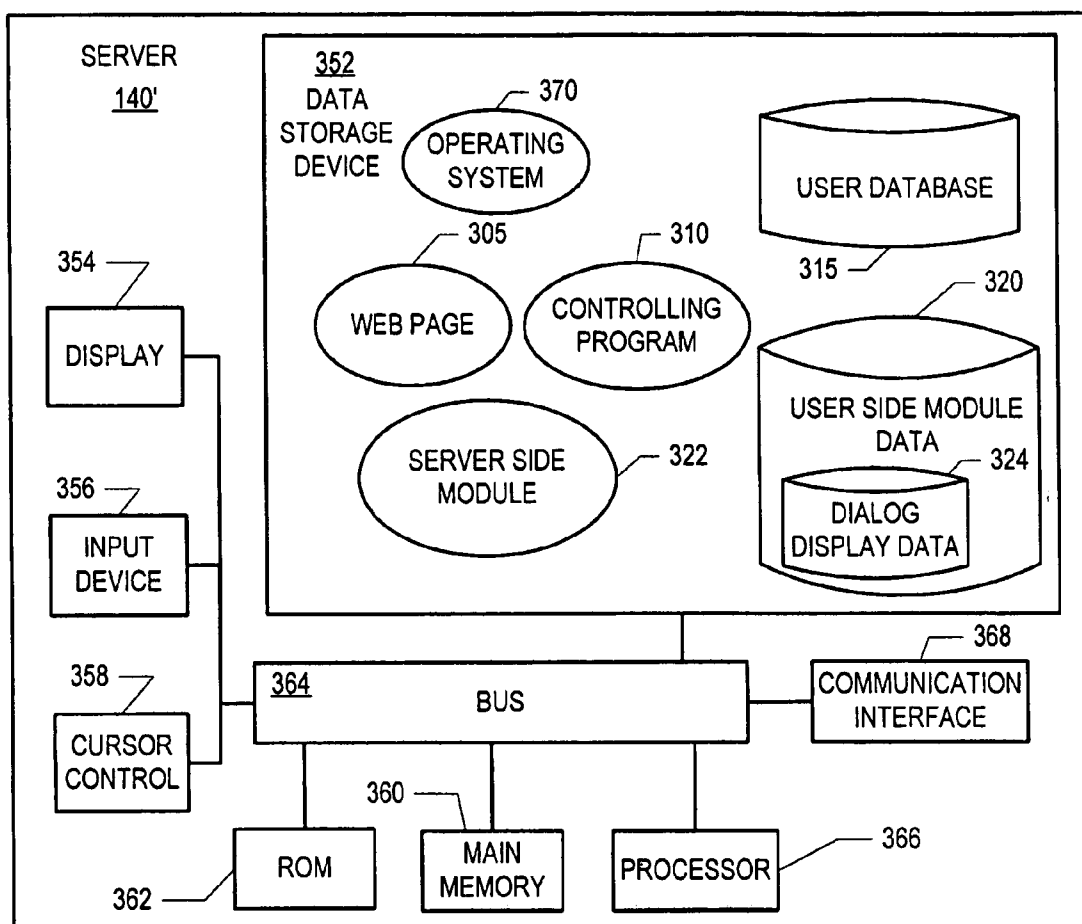 SERVER
140'
352
DATA
STORAGE
DEVICE
370
OPERATING
SYSTEM
USER DATABASE
315
305
WEB PAGE
310
CONTROLLING
PROGRAM
320
USER SIDE MODULE
DATA
324
DIALOG
DISPLAY DATA
SERVER SIDE
MODULE
322
354
DISPLAY
356
INPUT
DEVICE
358
CURSOR
CONTROL
364
BUS
368
COMMUNICATION
INTERFACE
362
ROM
360
MAIN
MEMORY
PROCESSOR
366